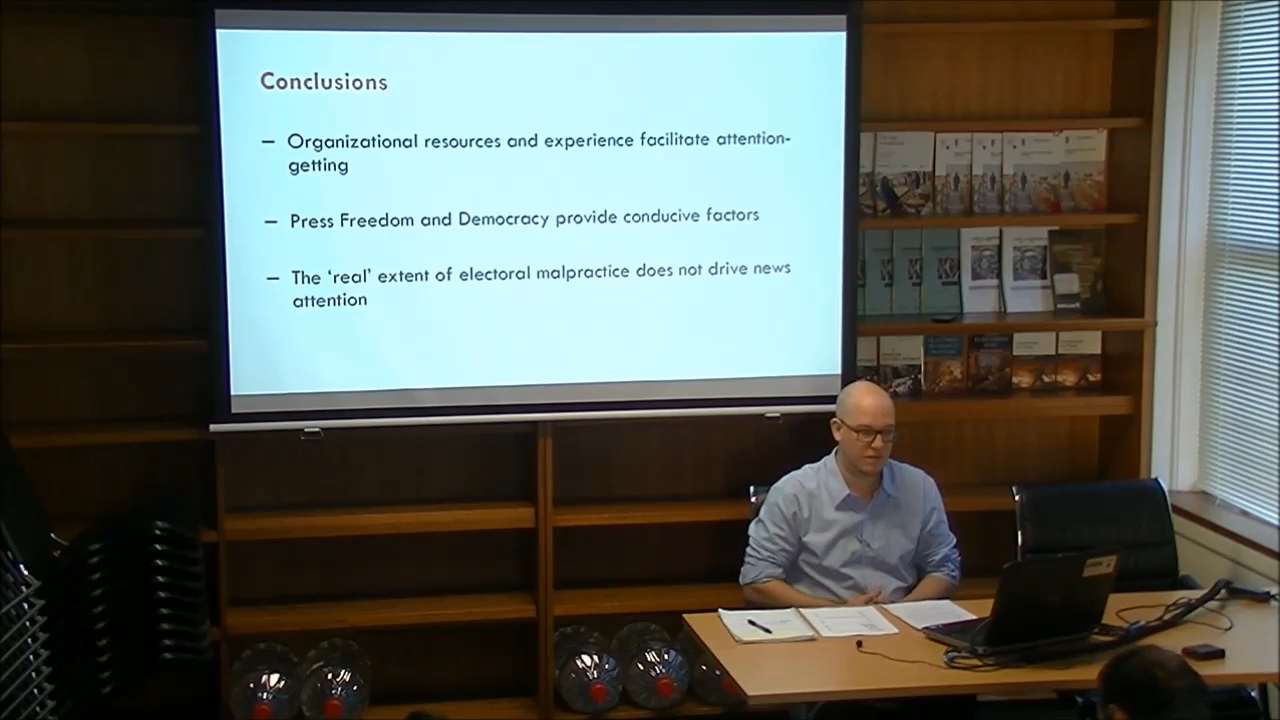 Conclusions
– Organizational resources and experience facilitate attention-
getting
– Press Freedom and Democracy provide conducive factors
– The ‘real’ extent of electoral malpractice does not drive news
attention